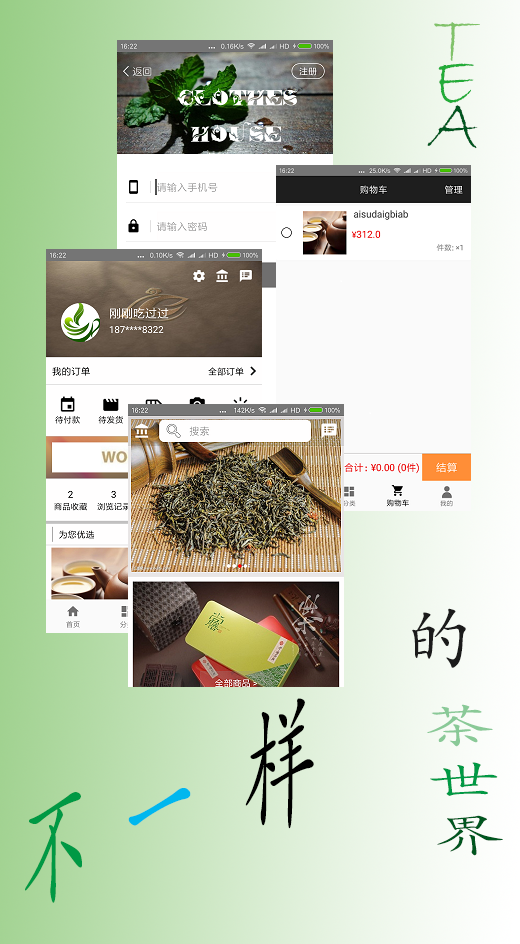 TEA
16:22 ... 0.16K/s HD 100%
返回
注册
CLOTHES
HOUSE
请输入手机号
请输入密码
16:22 ... 25.0K/s HD 100%
购物车
管理
aisudaigbiab
¥312.0
件数: ×1
合计: ¥0.00 (0件)
结算
分类
购物车
我的
16:22 ... 0.10K/s HD 100%
刚刚吃过过
187****8322
我的订单
全部订单
待付款
待发货
WO
2
3
商品收藏
浏览记录
为您优选
首页
分
16:22 ... 142K/s HD 100%
搜索
全部商品 >
不一样
的
茶世界